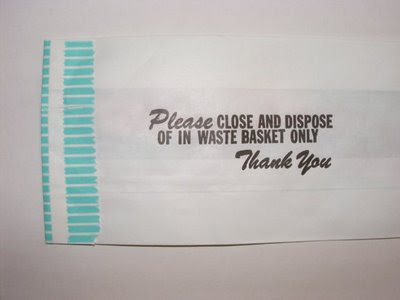 Please CLOSE AND DISPOSE
OF IN WASTE BASKET ONLY
Thank You